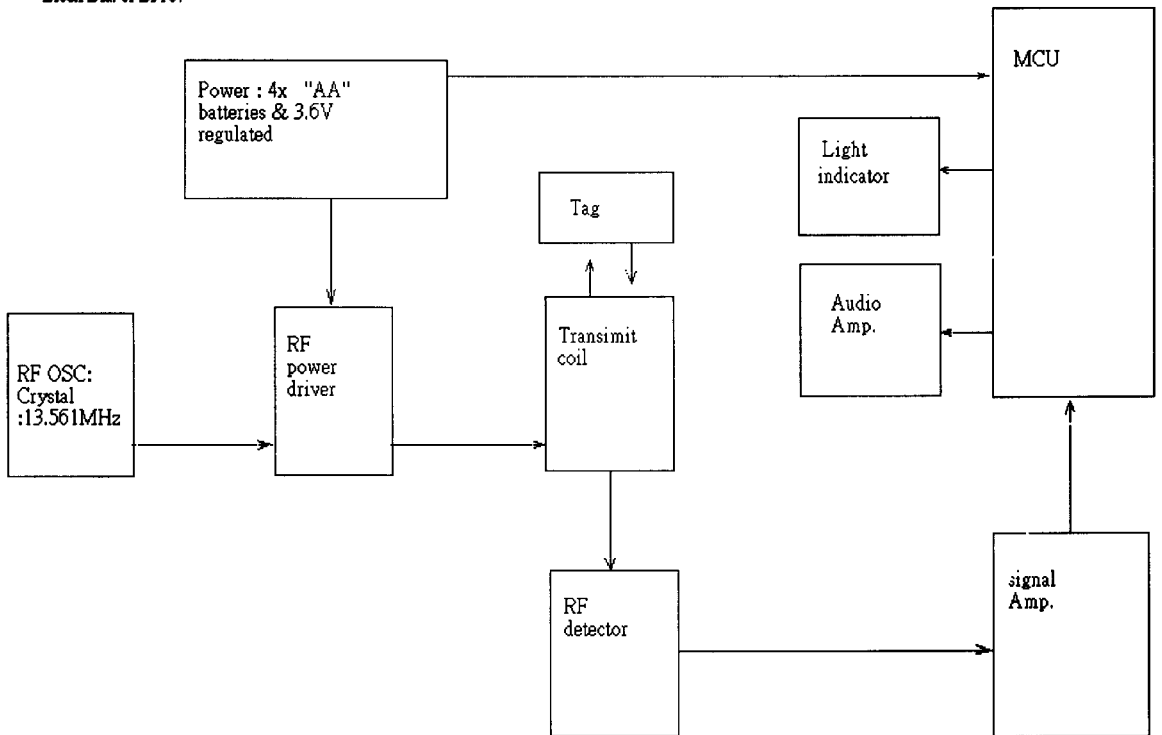 MCU
Power : 4x "AA"
batteries & 3.6V
regulated
Light
indicator
Tag
Audio
Amp.
RF OSC:
Crystal
:13.561MHz
RF
power
driver
Transimit
coil
RF
detector
signal
Amp.